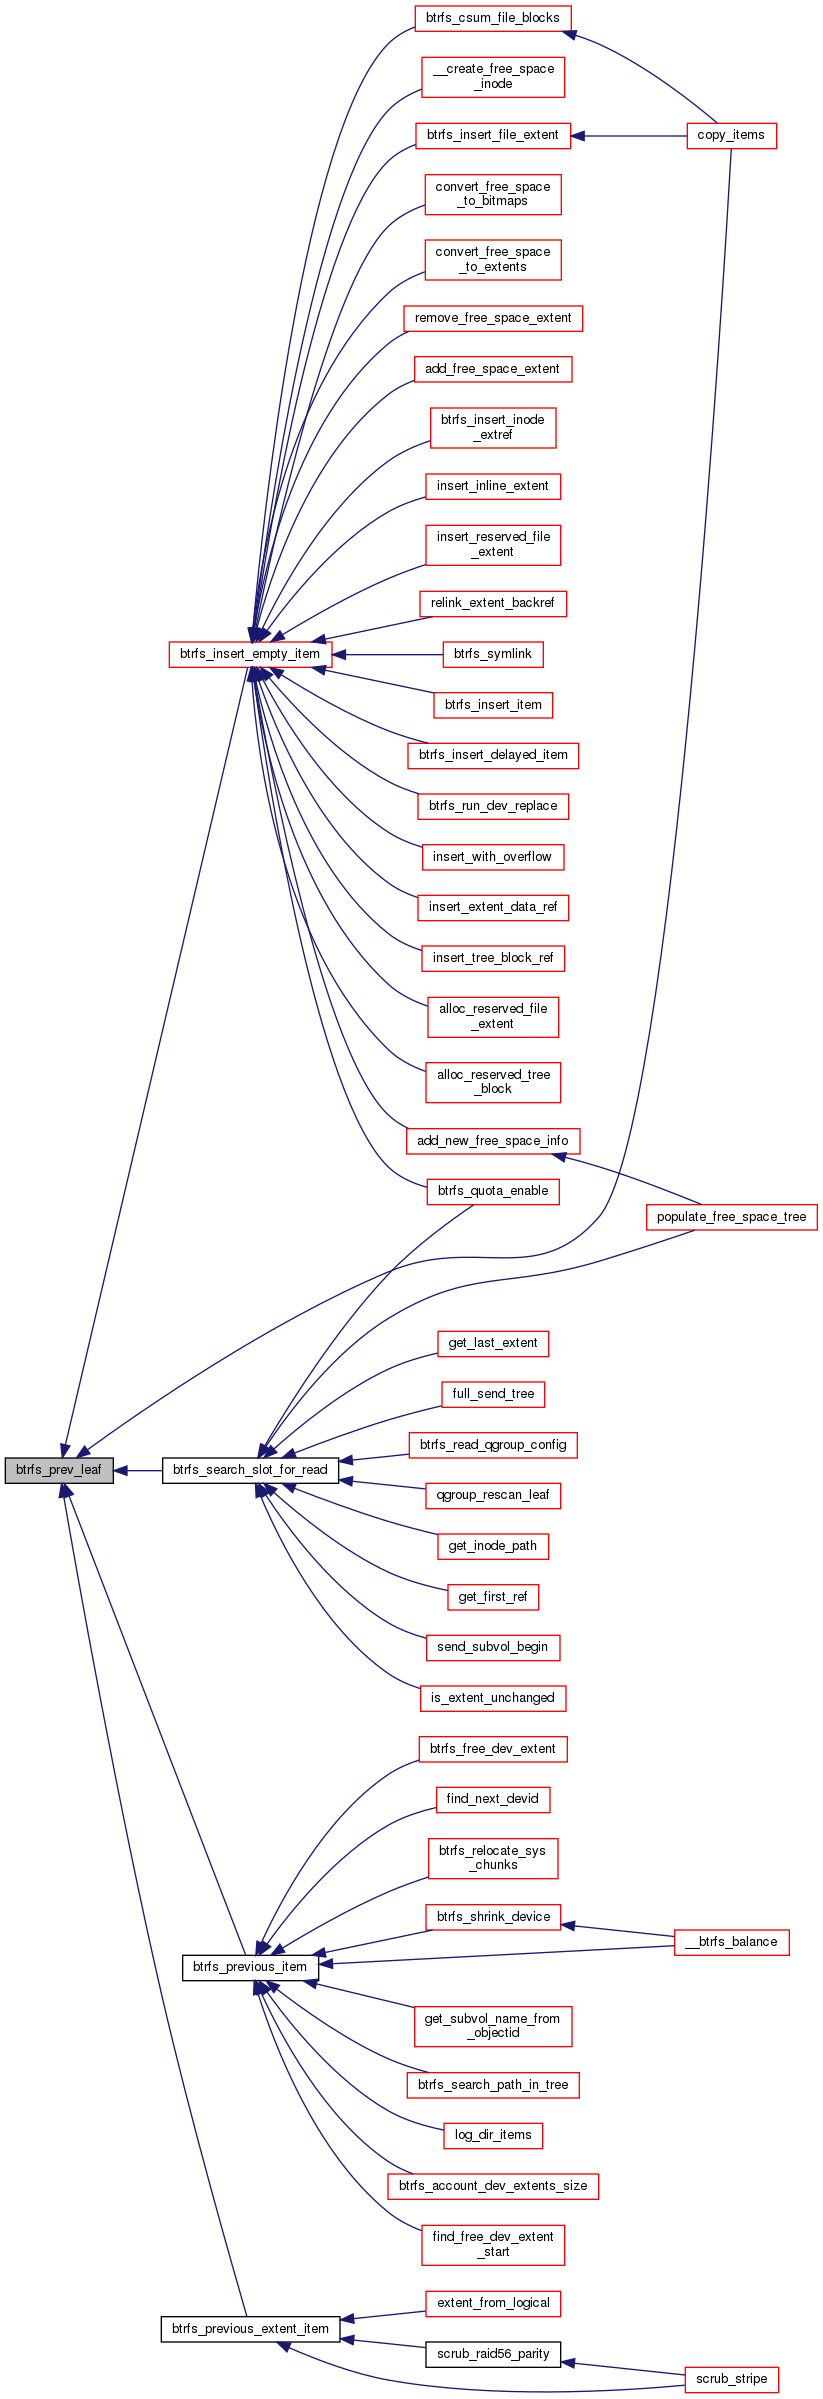 btrfs_csum_file_blocks
__create_free_space
_inode
btrfs_insert_file_extent
copy_items
convert_free_space
_to_bitmaps
convert_free_space
_to_extents
remove_free_space_extent
add_free_space_extent
btrfs_insert_inode
_extref
insert_inline_extent
insert_reserved_file
_extent
relink_extent_backref
btrfs_insert_empty_item
btrfs_symlink
btrfs_insert_item
btrfs_insert_delayed_item
btrfs_run_dev_replace
insert_with_overflow
insert_extent_data_ref
insert_tree_block_ref
alloc_reserved_file
_extent
alloc_reserved_tree
_block
add_new_free_space_info
btrfs_quota_enable
populate_free_space_tree
get_last_extent
full_send_tree
btrfs_read_qgroup_config
btrfs_prev_leaf
btrfs_search_slot_for_read
qgroup_rescan_leaf
get_inode_path
get_first_ref
send_subvol_begin
is_extent_unchanged
btrfs_free_dev_extent
find_next_devid
btrfs_relocate_sys
_chunks
btrfs_shrink_device
__btrfs_balance
btrfs_previous_item
get_subvol_name_from
_objectid
btrfs_search_path_in_tree
log_dir_items
btrfs_account_dev_extents_size
find_free_dev_extent
_start
extent_from_logical
btrfs_previous_extent_item
scrub_raid56_parity
scrub_stripe